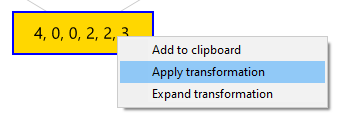 4, 0, 0, 2, 2, 3
Add to clipboard
Apply transformation
Expand transformation